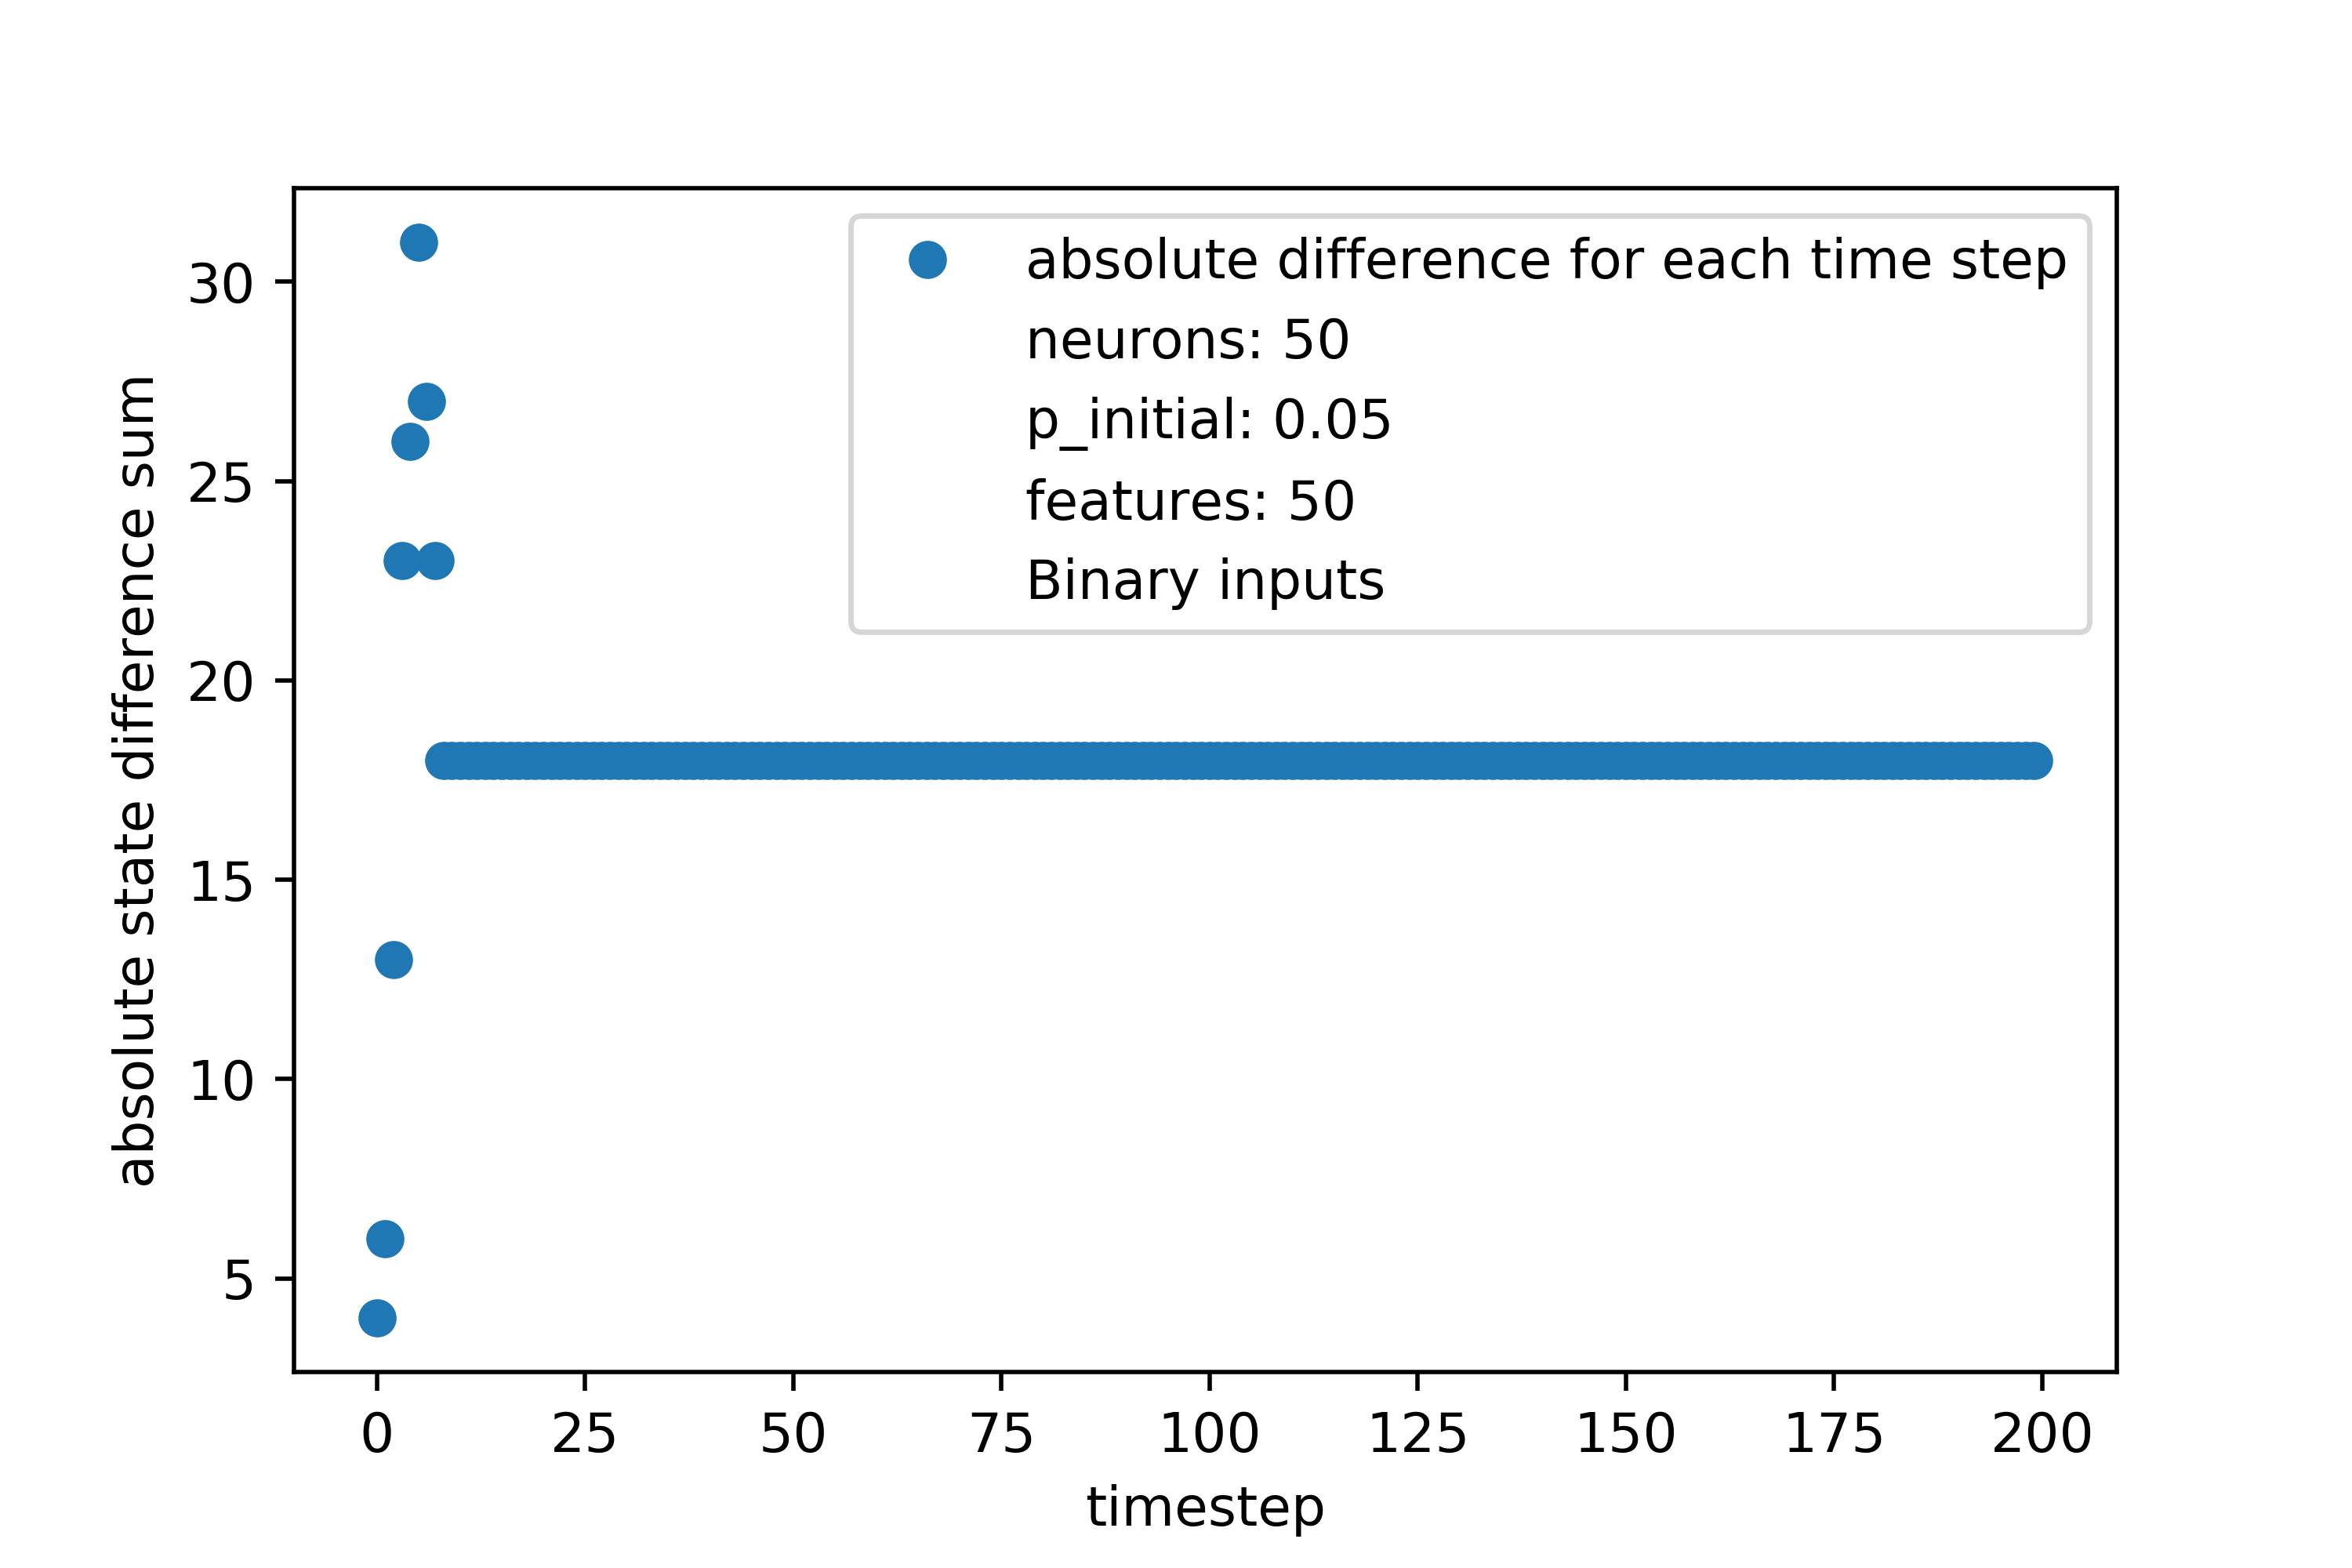 absolute difference for each time step
neurons: 50
p_initial: 0.05
features: 50
Binary inputs
absolute state difference sum
30
25
20
15
10
5
0 25 50 75 100 125 150 175 200
timestep